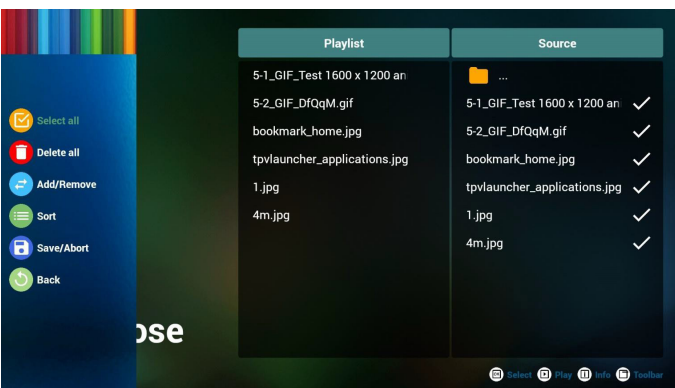 Playlist
Source
5-1_GIF_Test 1600 x 1200 an
5-2_GIF_DfQqM.gif
bookmark_home.jpg
tpvlauncher_applications.jpg
1.jpg
4m.jpg
...
5-1_GIF_Test 1600 x 1200 an
5-2_GIF_DfQqM.gif
bookmark_home.jpg
tpvlauncher_applications.jpg
1.jpg
4m.jpg
Select all
Delete all
Add/Remove
Sort
Save/Abort
Back
ose
Select Play Info Toolbar